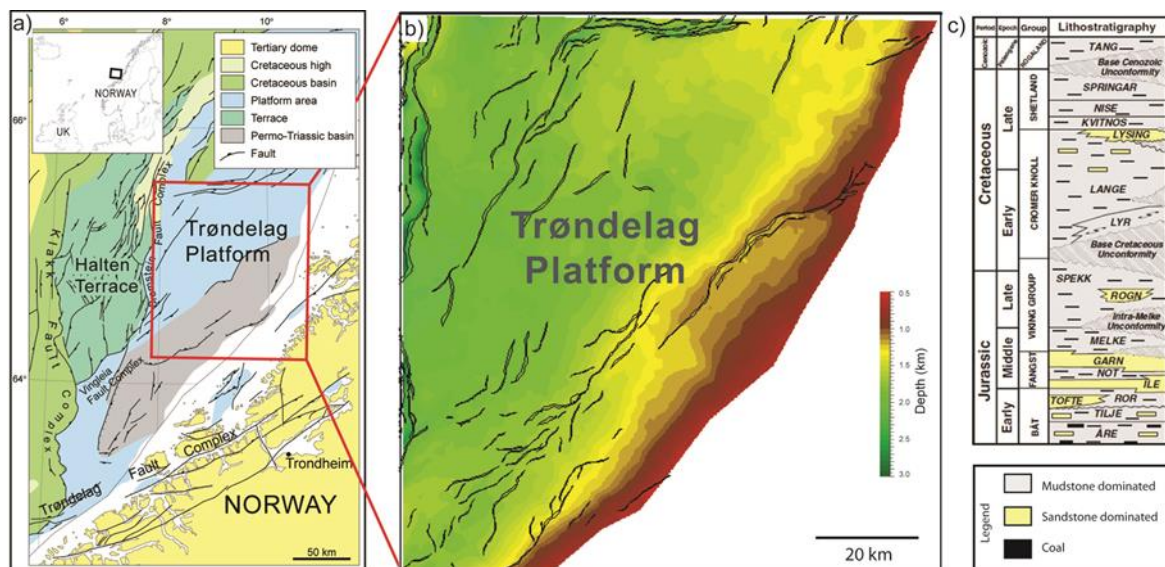 a)
6°
8°
10°
66°
64°
NORWAY
UK
Tertiary dome
Cretaceous high
Cretaceous basin
Platform area
Terrace
Permo-Triassic basin
Fault
Klakk Fault Complex
Halten
Terrace
Fault Complex
Trøndelag
Platform
Vingleia
Fault Complex
Trøndelag Fault Complex
Trondheim
NORWAY
50 km
b)
Trøndelag
Platform
Depth (km)
0.5
1.0
1.5
2.0
2.5
3.0
20 km
c)
Period
Epoch
Group
Lithostratigraphy
Cretaceous
Jurassic
Late
Early
Late
Middle
Early
SHETLAND
CROMER KNOLL
VIKING GROUP
FANGST
BÅT
TANG
Base Cenozoic
Unconformity
SPRINGAR
NISE
KVITNOS
LYSING
LANGE
LYR
Base Cretaceous
Unconformity
SPEKK
ROGN
Intra-Melke
Unconformity
MELKE
GARN
NOT
ILE
TOFTE
ROR
TILJE
ÅRE
Legend
Mudstone dominated
Sandstone dominated
Coal